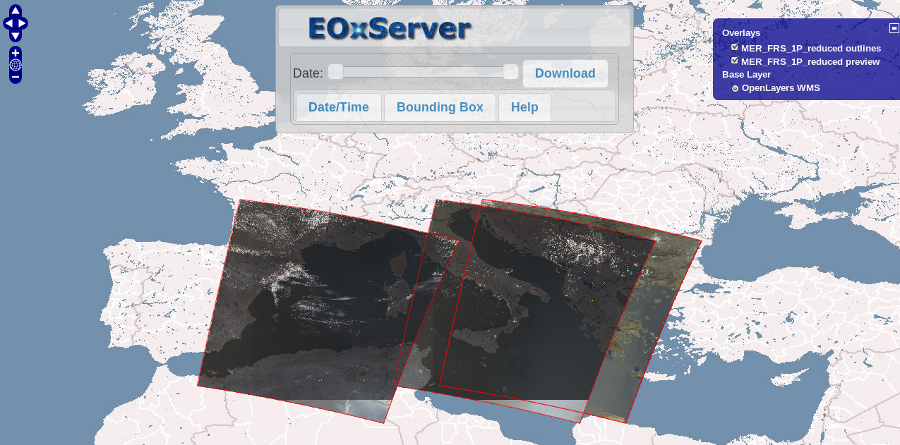 EOxServer
Date:
Download
Date/Time
Bounding Box
Help
Overlays
MER_FRS_1P_reduced outlines
MER_FRS_1P_reduced preview
Base Layer
OpenLayers WMS